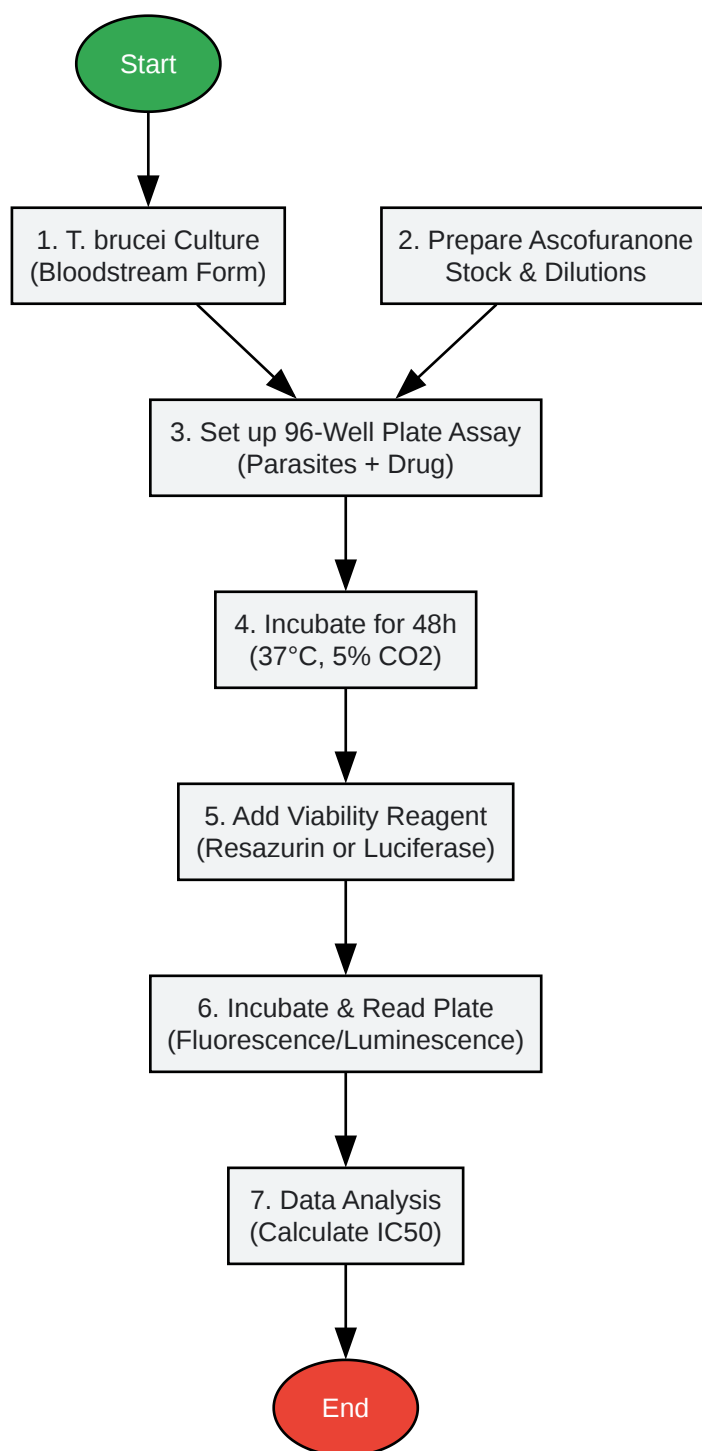 Start
1. T. brucei Culture
(Bloodstream Form)
2. Prepare Ascofuranone
Stock & Dilutions
3. Set up 96-Well Plate Assay
(Parasites + Drug)
4. Incubate for 48h
(37°C, 5% CO2)
5. Add Viability Reagent
(Resazurin or Luciferase)
6. Incubate & Read Plate
(Fluorescence/Luminescence)
7. Data Analysis
(Calculate IC50)
End